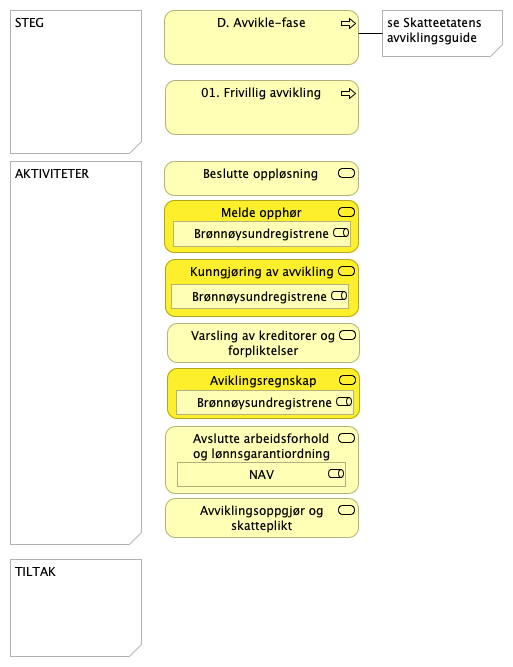 STEG
D. Avvikle-fase
se Skatteetatens
avviklingsguide
01. Frivillig avvikling
AKTIVITETER
Beslutte oppløsning
Melde opphør
Brønnøysundregistrene
Kunngjøring av avvikling
Brønnøysundregistrene
Varsling av kreditorer og
forpliktelser
Aviklingsregnskap
Brønnøysundregistrene
Avslutte arbeidsforhold
og lønnsgarantiordning
NAV
Avviklingsoppgjør og
skatteplikt
TILTAK